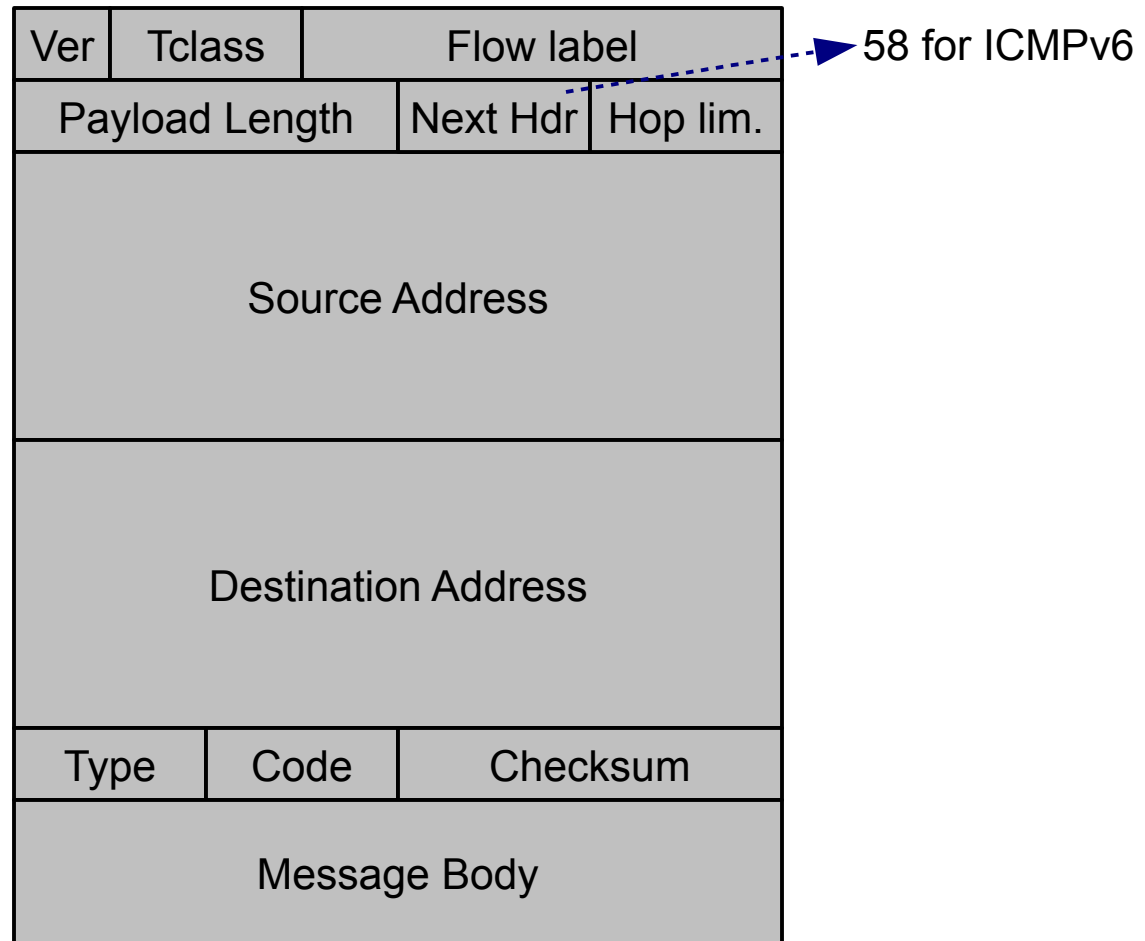 Ver Tclass Flow label 58 for ICMPv6
Payload Length Next Hdr Hop lim.
Source Address
Destination Address
Type Code Checksum
Message Body